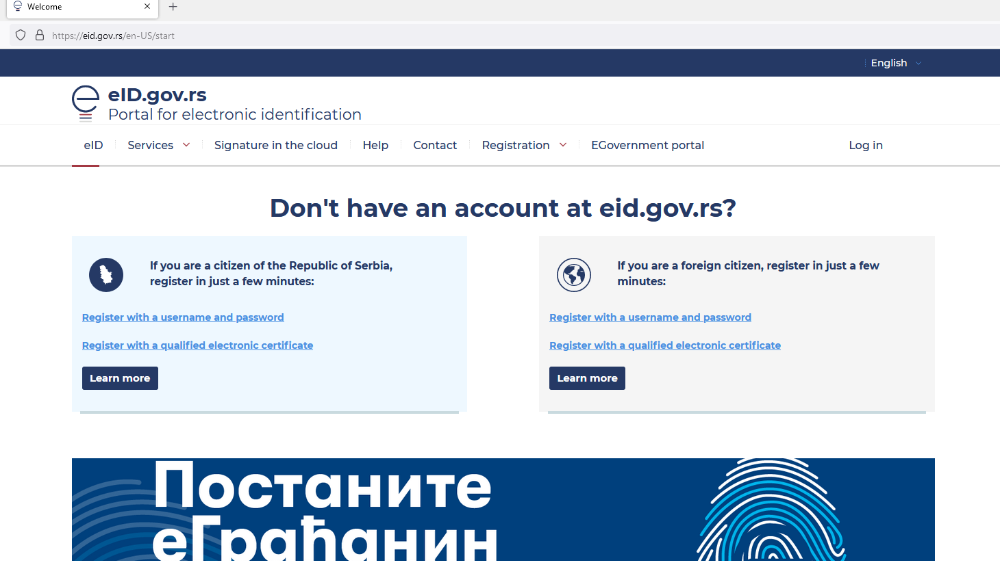 Welcome
https://eid.gov.rs/en-US/start
English
eID.gov.rs
Portal for electronic identification
eID Services Signature in the cloud Help Contact Registration EGovernment portal Log in
Don't have an account at eid.gov.rs?
If you are a citizen of the Republic of Serbia,
register in just a few minutes:
Register with a username and password
Register with a qualified electronic certificate
Learn more
If you are a foreign citizen, register in just a few
minutes:
Register with a username and password
Register with a qualified electronic certificate
Learn more
Постаните
еГрађанин